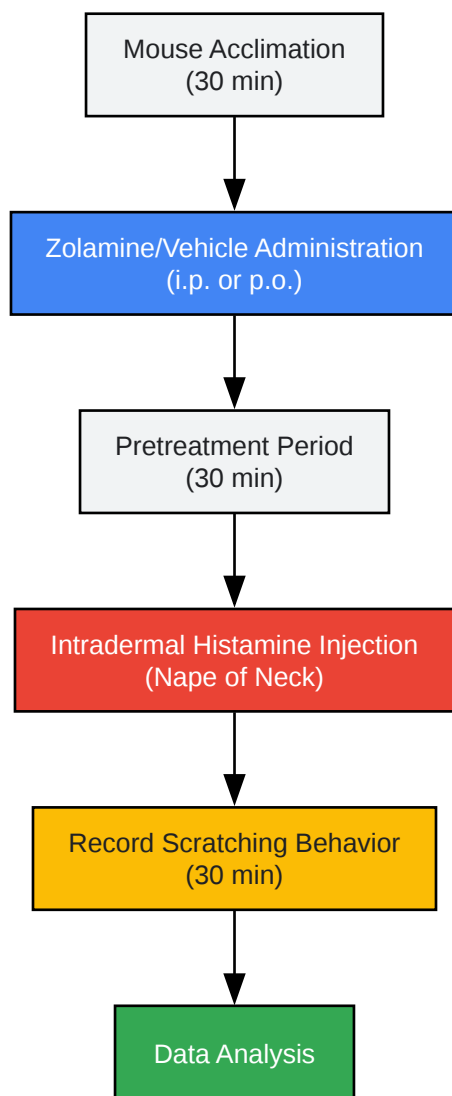 Mouse Acclimation
(30 min)
Zolamine/Vehicle Administration
(i.p. or p.o.)
Pretreatment Period
(30 min)
Intradermal Histamine Injection
(Nape of Neck)
Record Scratching Behavior
(30 min)
Data Analysis